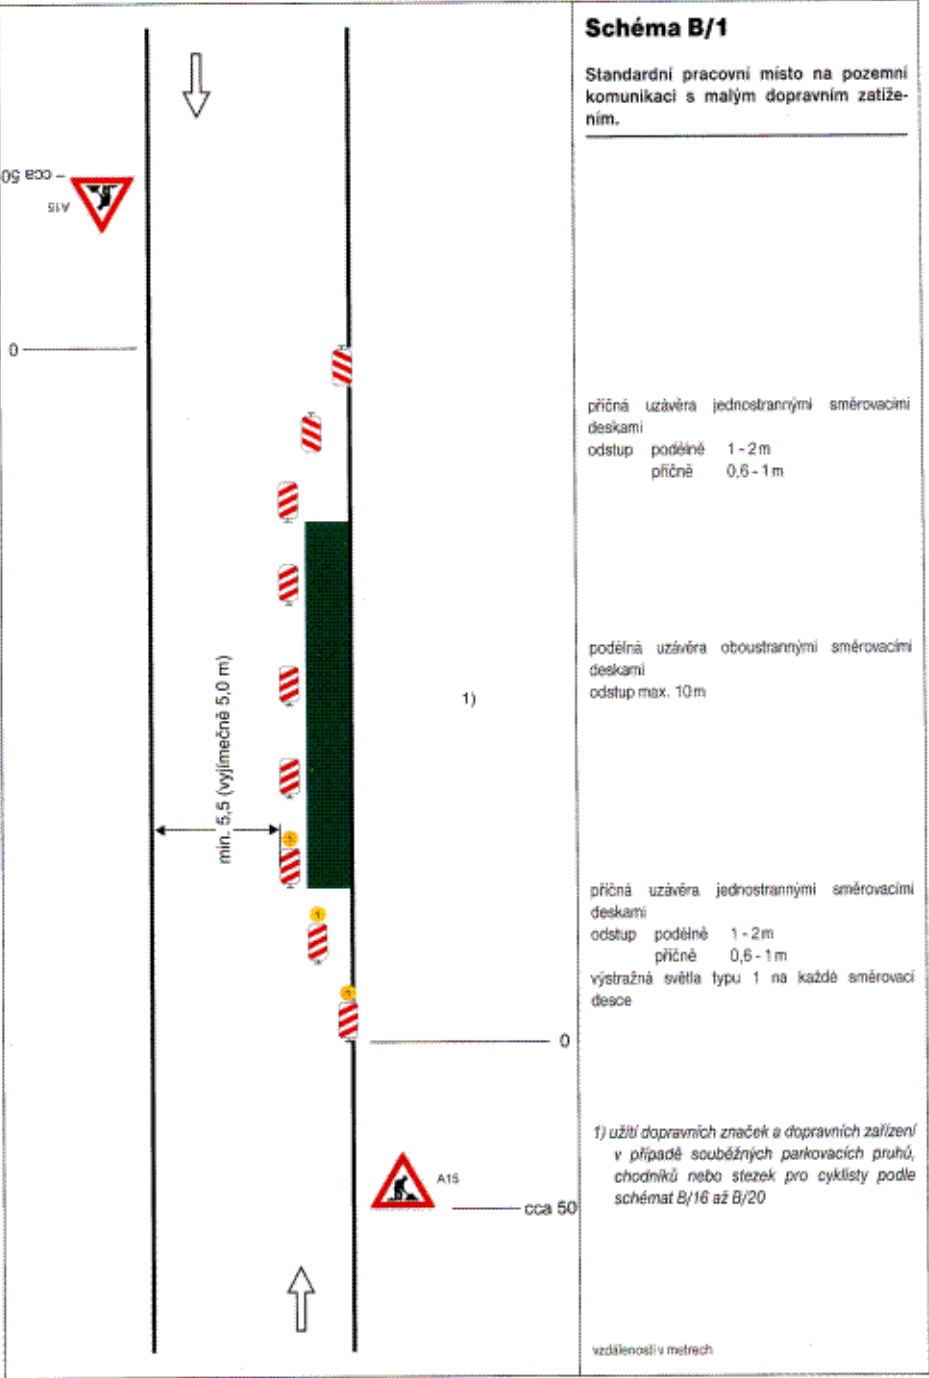 Schéma B/1
Standardní pracovní místo na pozemní
komunikaci s malým dopravním zatíže-
ním.
cca 50
A15
0
příčná uzávěra jednostrannými směrovacími
deskami
odstup podélně 1 - 2 m
příčně 0,6 - 1 m
podélná uzávěra oboustrannými směrovacími
deskami
odstup max. 10 m
min. 5,5 (vyjímečně 5,0 m)
1)
příčná uzávěra jednostrannými směrovacími
deskami
odstup podélně 1 - 2 m
příčně 0,6 - 1 m
výstražná světla typu 1 na každé směrovací
desce
1
1
1
0
A15
cca 50
1) užití dopravních značek a dopravních zařízení
v případě souběžných parkovacích pruhů,
chodníků nebo stezek pro cyklisty podle
schémat B/16 až B/20
vzdálenosti v metrech